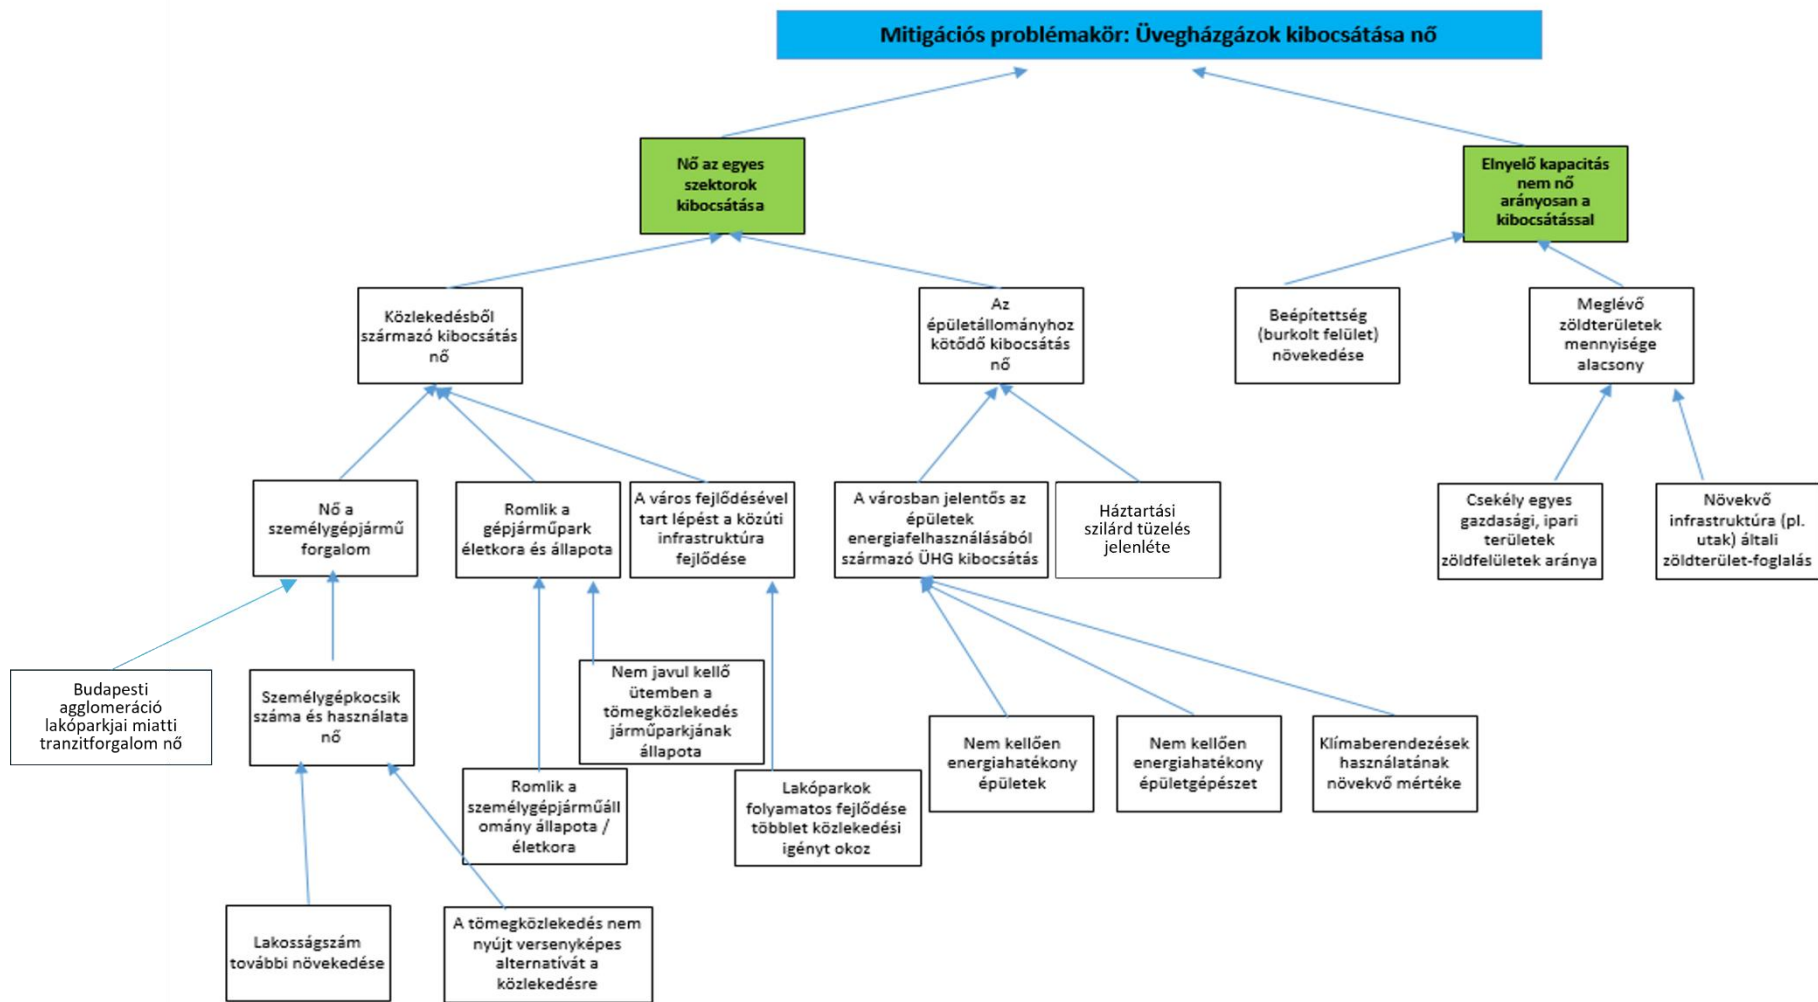 Mitigációs problémakör: Üvegházgázok kibocsátása nő
Nő az egyes
szektorok
kibocsátása
Elnyelő kapacitás
nem nő
arányosan a
kibocsátással
Közlekedésből
származó kibocsátás
nő
Az
épületállományhoz
kötődő kibocsátás
nő
Beépítettség
(burkolt felület)
növekedése
Meglévő
zöldterületek
mennyisége
alacsony
Nő a
személygépjármű
forgalom
Romlik a
gépjárműpark
életkora és állapota
A város fejlődésével
tart lépést a közúti
infrastruktúra
fejlődése
A városban jelentős az
épületek
energiafelhasználásából
származó ÜHG kibocsátás
Háztartási
szilárd tüzelés
jelenléte
Csekély egyes
gazdasági, ipari
területek
zöldfelületek aránya
Növekvő
infrastruktúra (pl.
utak) általi
zöldterület-foglalás
Budapesti
agglomeráció
lakóparkjai miatti
tranzitforgalom nő
Személygépkocsik
száma és használata
nő
Nem javul kellő
ütemben a
tömegközlekedés
járműparkjának
állapota
Romlik a
személygépjárműáll
omány állapota /
életkora
Lakóparkok
folyamatos fejlődése
többlet közlekedési
igényt okoz
Nem kellően
energiahatékony
épületek
Nem kellően
energiahatékony
épületgépészet
Klímaberendezések
használatának
növekvő mértéke
Lakosságszám
további növekedése
A tömegközlekedés nem
nyújt versenyképes
alternatívát a
közlekedésre